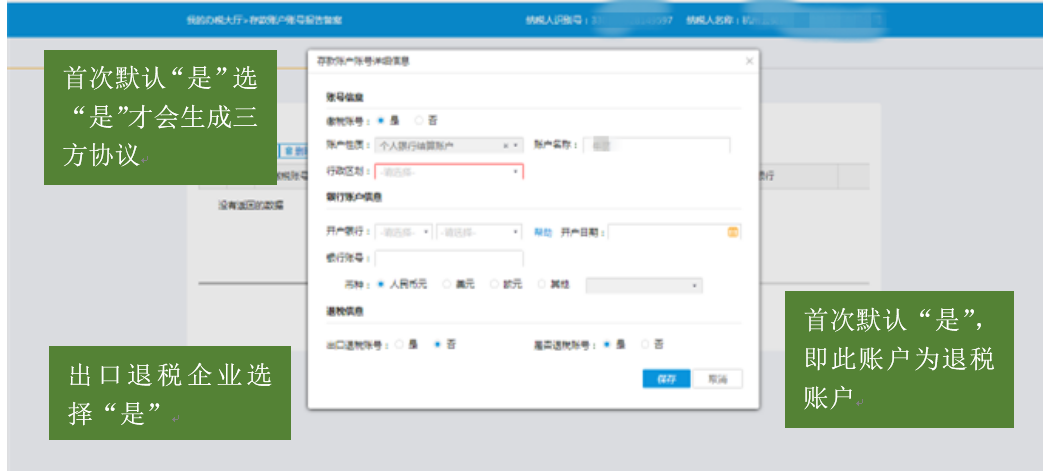 我的办税大厅>存款账户账号报告备案
纳税人识别号：
纳税人名称：
首次默认“是”选
“是”才会生成三
方协议
存款账户账号详细信息
账号信息
缴税账号： 是 否
账户性质： 个人银行结算账户 账户名称：
行政区划： -请选择-
银行账户信息
开户银行： -请选择- -请选择- 帮助 开户日期：
银行账号：
币种： 人民币元 美元 欧元 其他
退税信息
出口退税账号： 是 否 是否退税账号： 是 否
保存 取消
没有返回的数据
首次默认“是”，
即此账户为退税
账户
出口退税企业选
择“是”